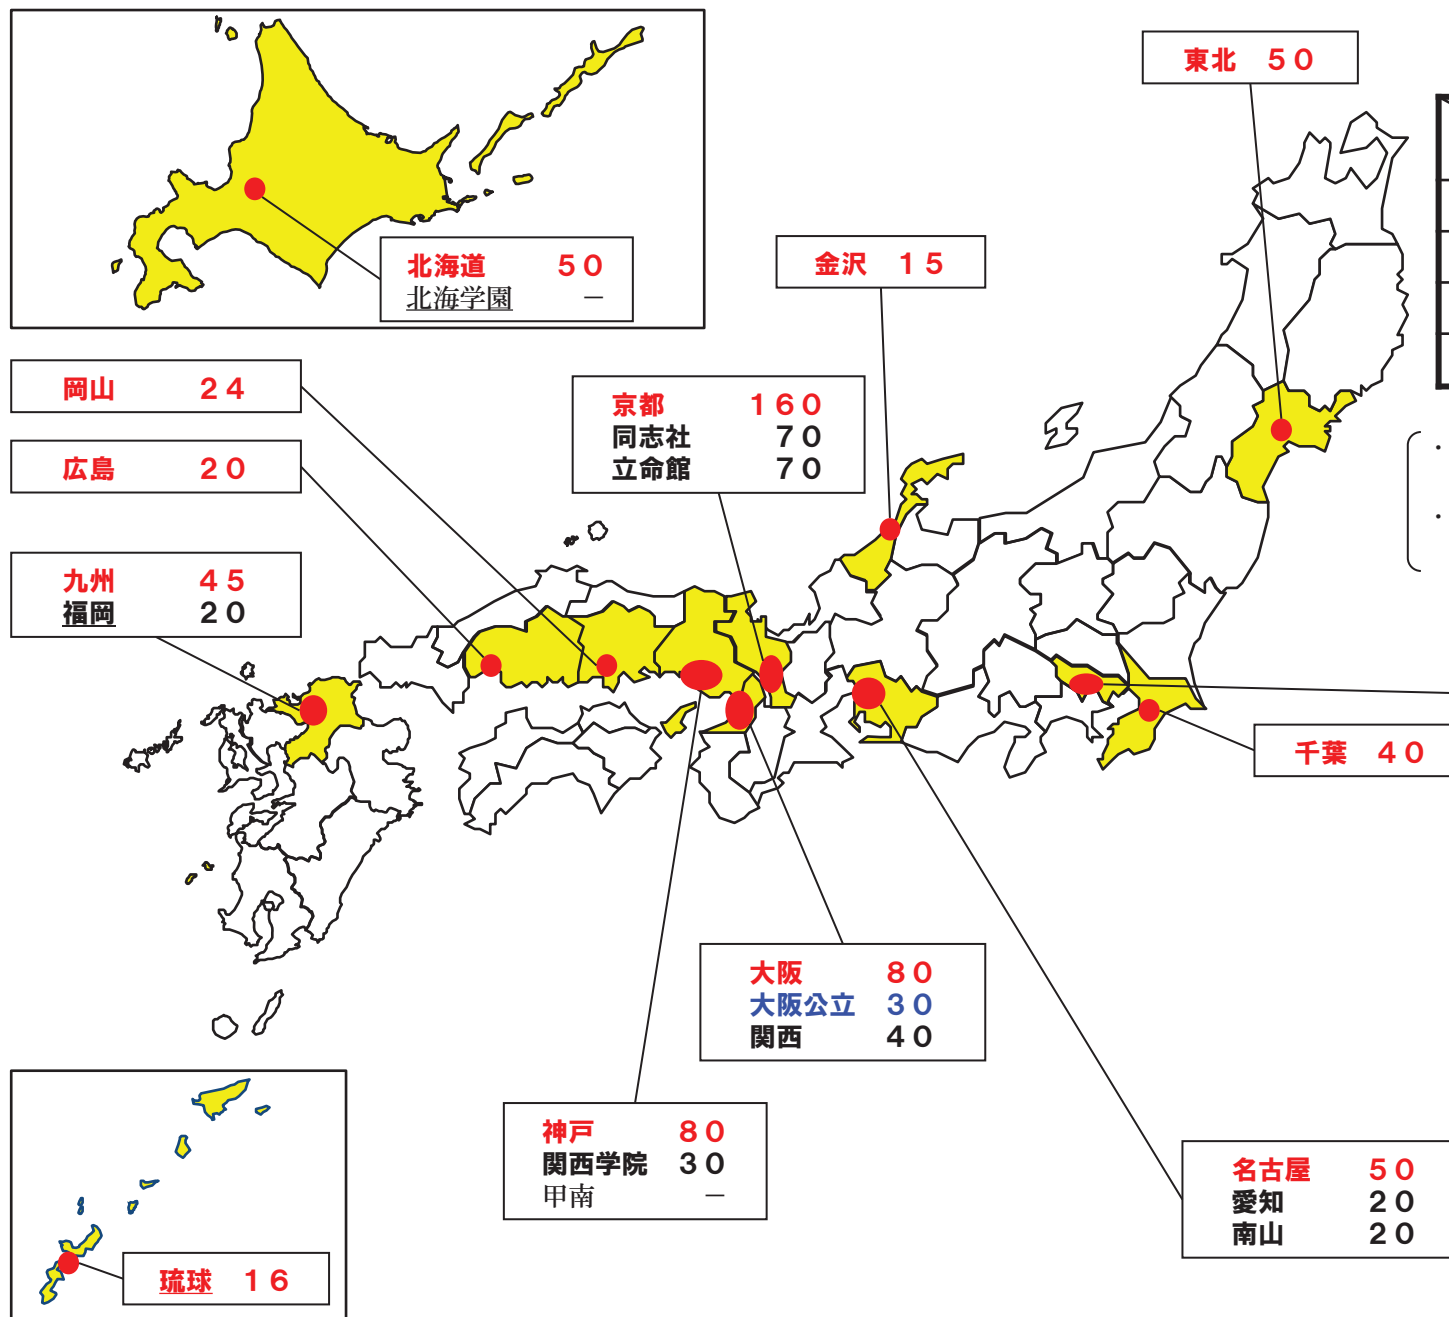 東北 50
北海道 50
北海学園 －
金沢 15
岡山 24
広島 20
京都 160
同志社 70
立命館 70
九州 45
福岡 20
千葉 40
大阪 80
大阪公立 30
関西 40
神戸 80
関西学院 30
甲南 －
名古屋 50
愛知 20
南山 20
琉球 16